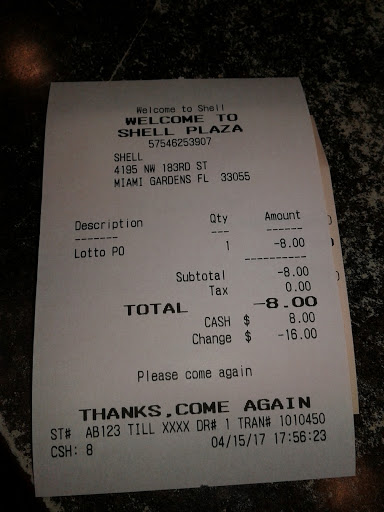 Welcome to Shell
WELCOME TO
SHELL PLAZA
57546253907
SHELL
4195 NW 183RD ST
MIAMI GARDENS FL 33055
Description Qty Amount
------- --- ------
Lotto PO 1 -8.00
----------
Subtotal -8.00
Tax 0.00
TOTAL -8.00
CASH $ 8.00
Change $ -16.00
Please come again
THANKS,COME AGAIN
ST# AB123 TILL XXXX DR# 1 TRAN# 1010450
CSH: 8 04/15/17 17:56:23